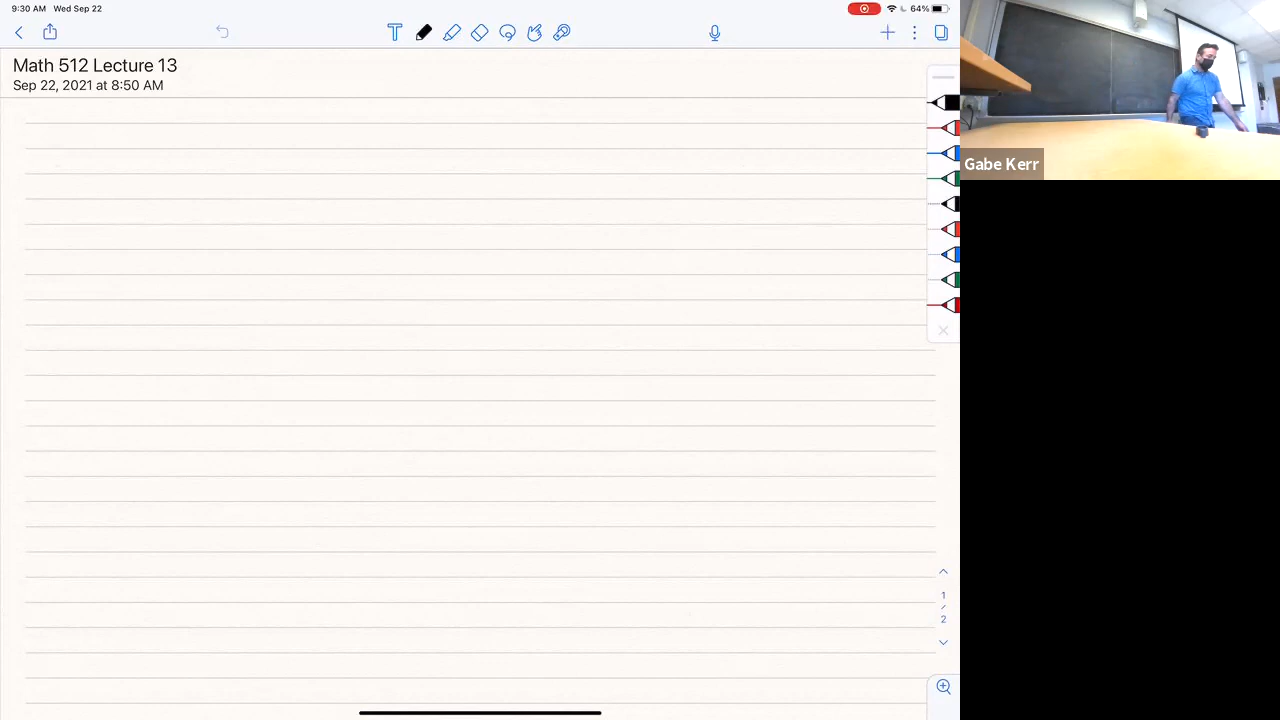 9:30 AM Wed Sep 22
64%
Math 512 Lecture 13
Sep 22, 2021 at 8:50 AM
Gabe Kerr
1
/
2